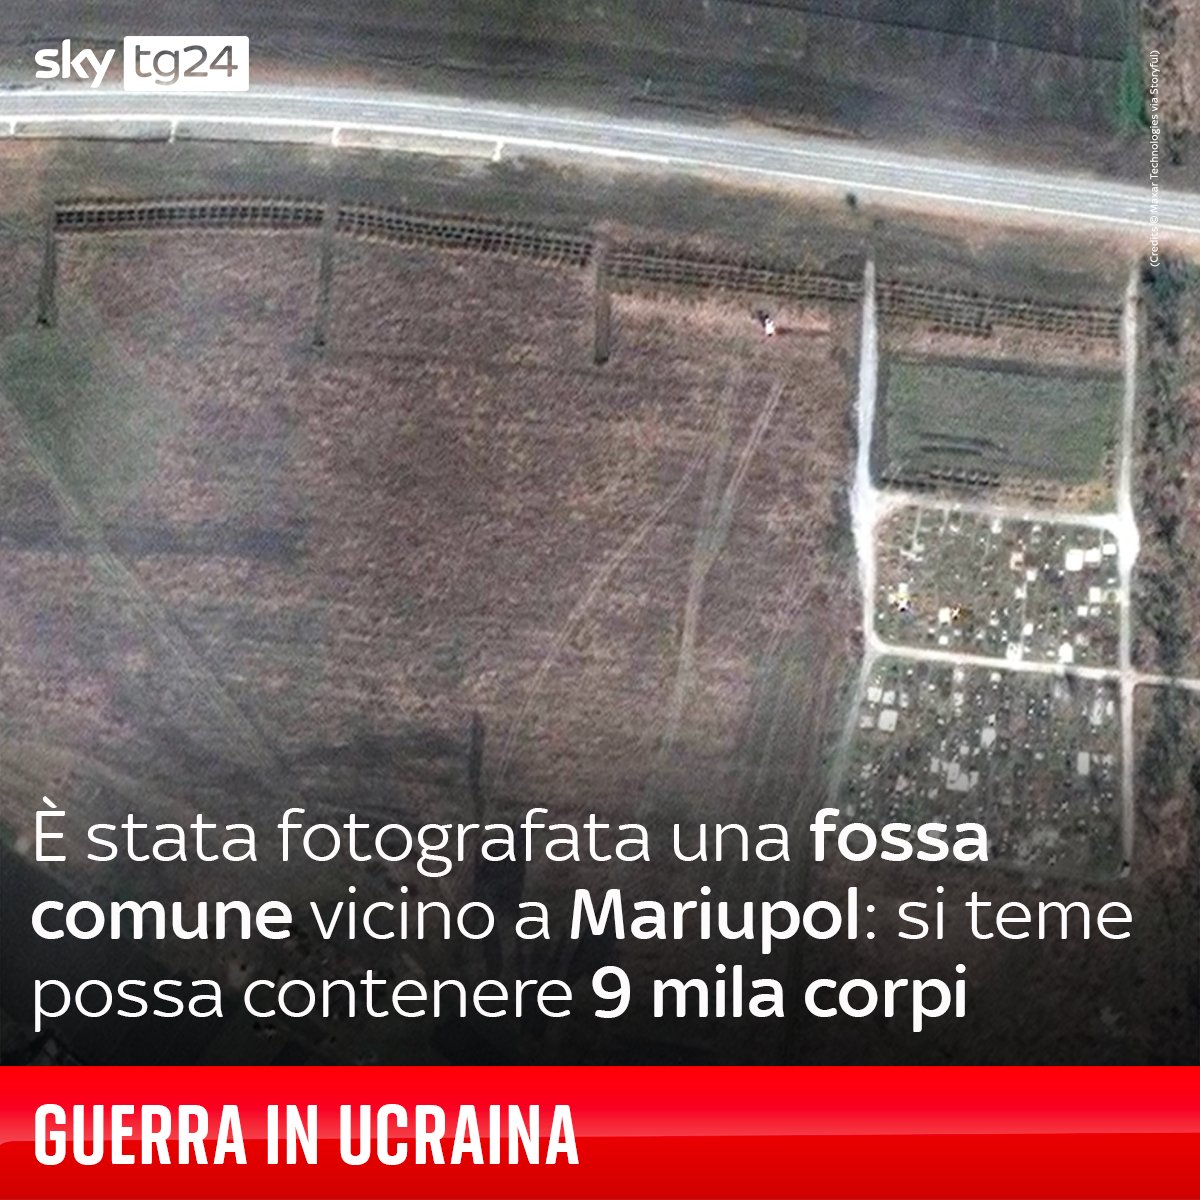 sky tg24
(Credits © Maxar Technologies via Storyful)
È stata fotografata una fossa
comune vicino a Mariupol: si teme
possa contenere 9 mila corpi
GUERRA IN UCRAINA